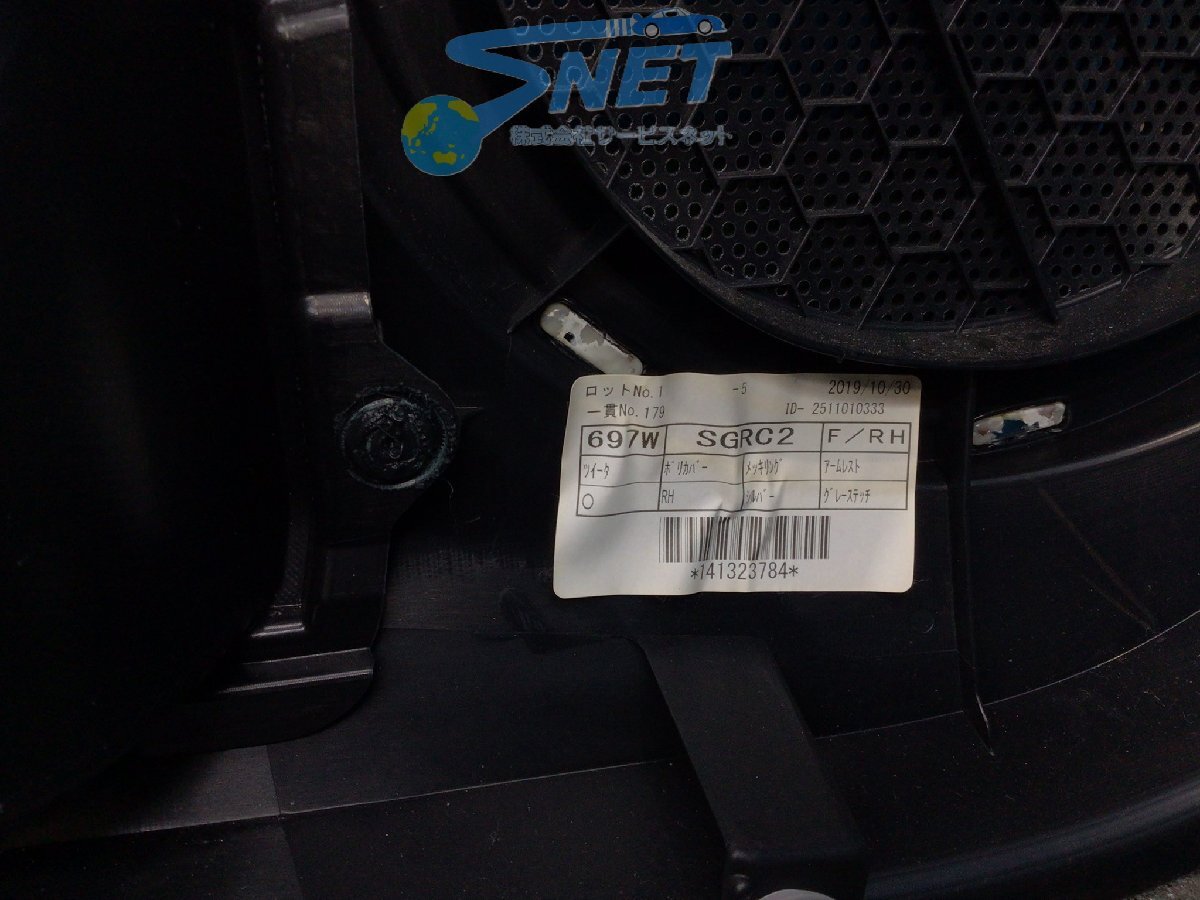 SNET
株式会社サービスネット
ロットNo.1 -5 2019/10/30
一貫No.179 ID- 2511010333
697W SGRC2 F/RH
ツイータ ポリカバー メッキリング アームレスト
○ RH シルバー グレーステッチ
*141323784*